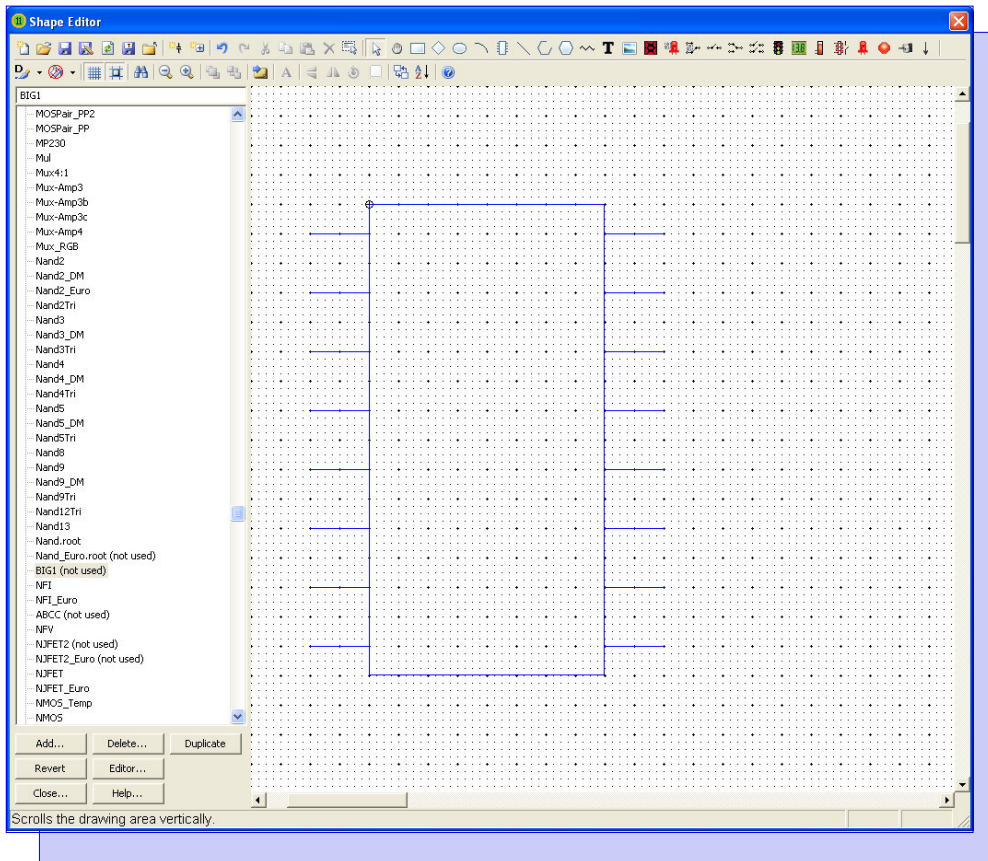 Shape Editor
BIG1
MOSPair_PP2
MOSPair_PP
MP230
Mul
Mux4:1
Mux-Amp3
Mux-Amp3b
Mux-Amp3c
Mux-Amp4
Mux_RGB
Nand2
Nand2_DM
Nand2_Euro
Nand2Tri
Nand3
Nand3_DM
Nand3Tri
Nand4
Nand4_DM
Nand4Tri
Nand5
Nand5_DM
Nand5Tri
Nand8
Nand9
Nand9_DM
Nand9Tri
Nand12Tri
Nand13
Nand.root
Nand_Euro.root (not used)
BIG1 (not used)
NFI
NFI_Euro
ABCC (not used)
NFV
NJFET2 (not used)
NJFET2_Euro (not used)
NJFET
NJFET_Euro
NMOS_Temp
NMOS
Add... Delete... Duplicate
Revert Editor...
Close... Help...
Scrolls the drawing area vertically.